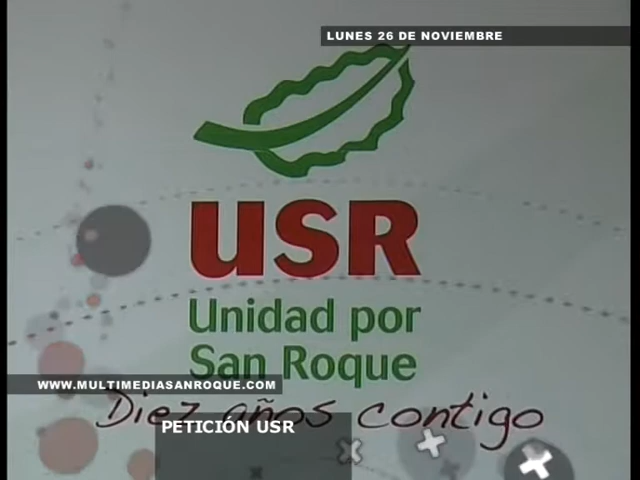 LUNES 26 DE NOVIEMBRE
USR
Unidad por
San Roque
WWW.MULTIMEDIASANROQUE.COM
Diez años contigo
PETICIÓN USR